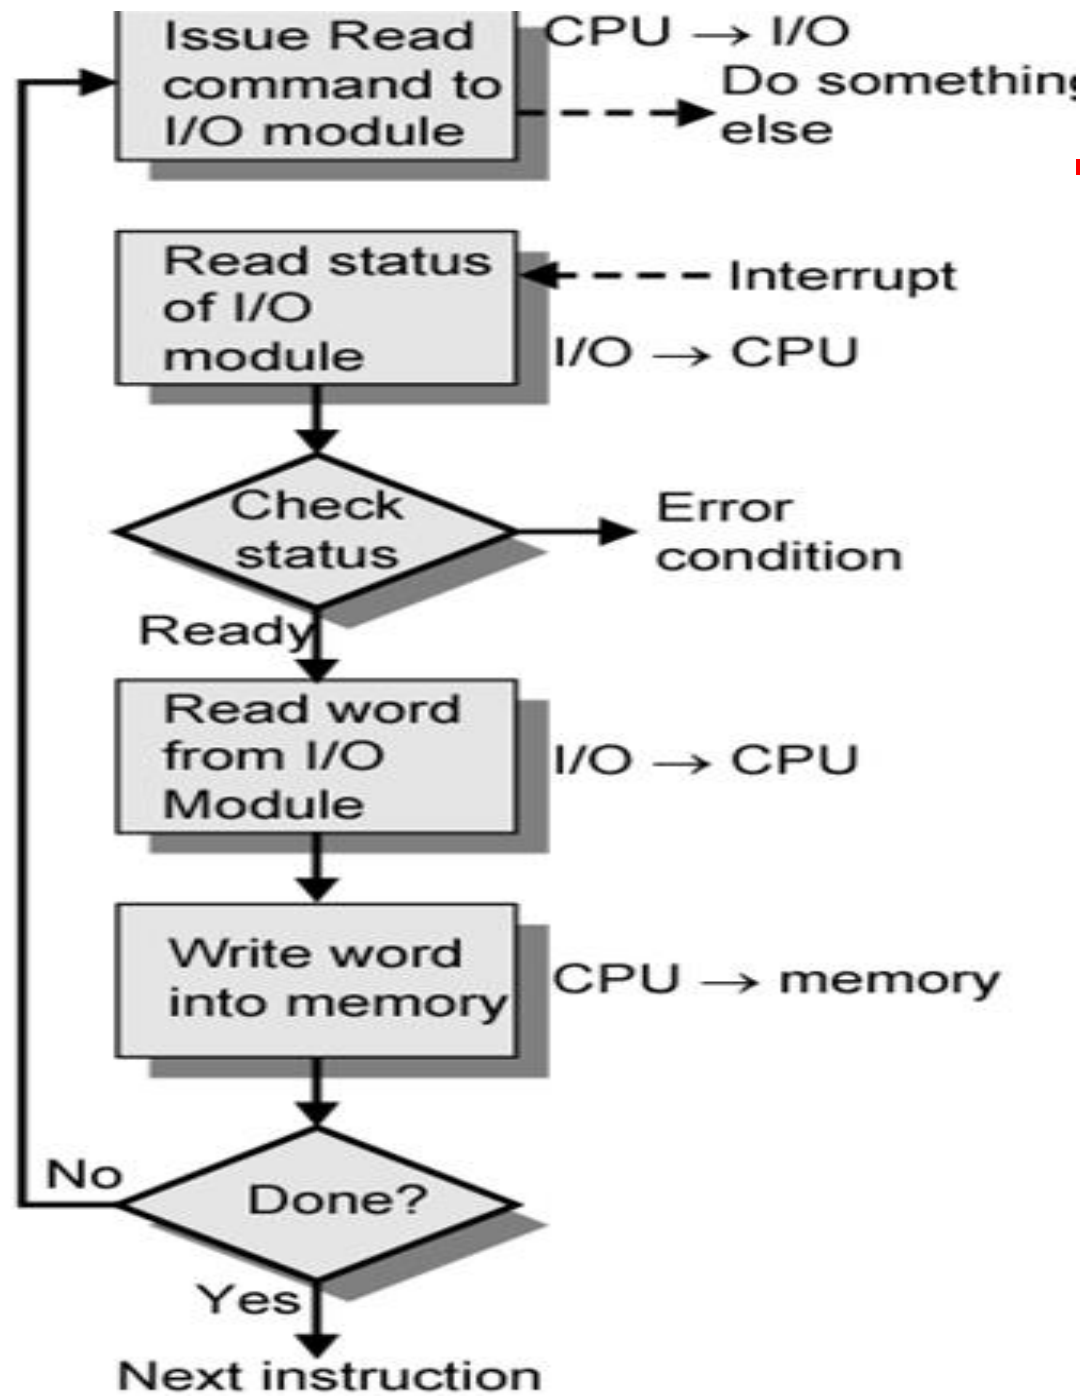 Issue Read
command to
I/O module
CPU → I/O
Do something
else
Read status
of I/O
module
Interrupt
I/O → CPU
Check
status
Error
condition
Ready
Read word
from I/O
Module
I/O → CPU
Write word
into memory
CPU → memory
Done?
No
Yes
Next instruction